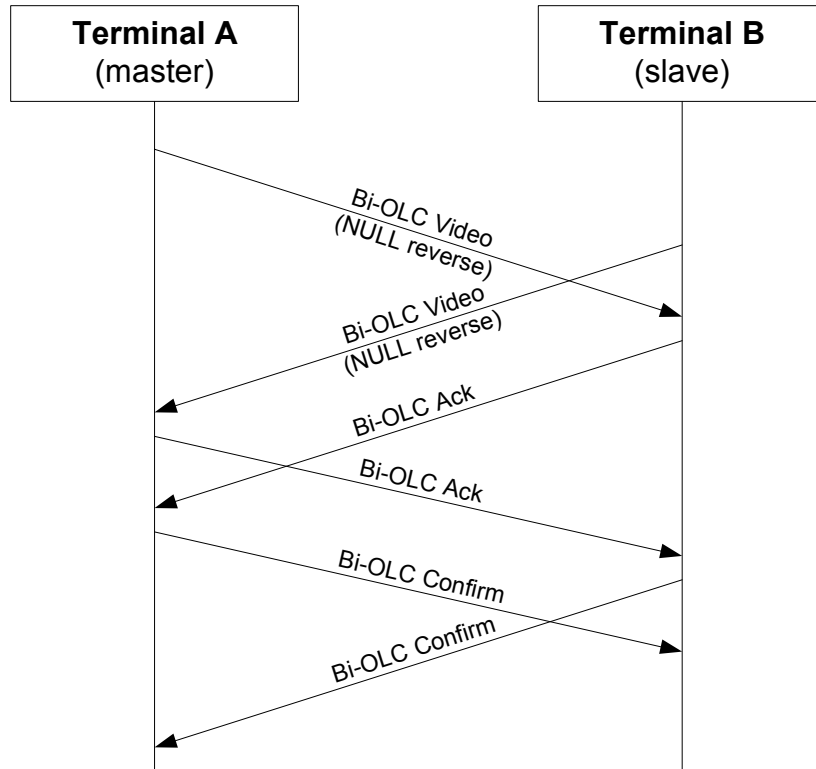 Terminal A
(master)
Terminal B
(slave)
Bi-OLC Video
(NULL reverse)
Bi-OLC Video
(NULL reverse)
Bi-OLC Ack
Bi-OLC Ack
Bi-OLC Confirm
Bi-OLC Confirm